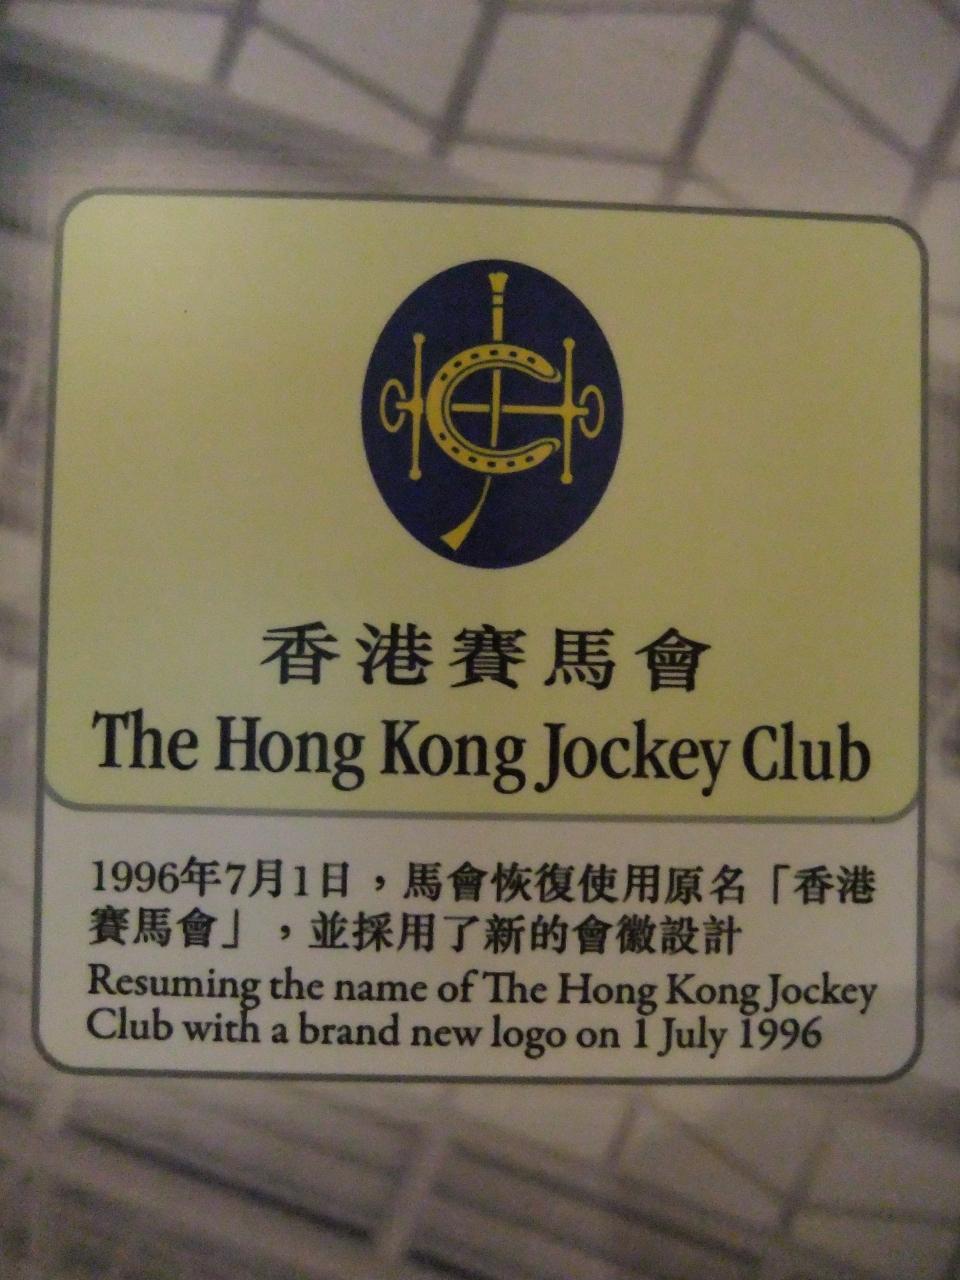 香港賽馬會
The Hong Kong Jockey Club
1996年7月1日，馬會恢復使用原名「香港
賽馬會」，並採用了新的會徽設計
Resuming the name of The Hong Kong Jockey
Club with a brand new logo on 1 July 1996